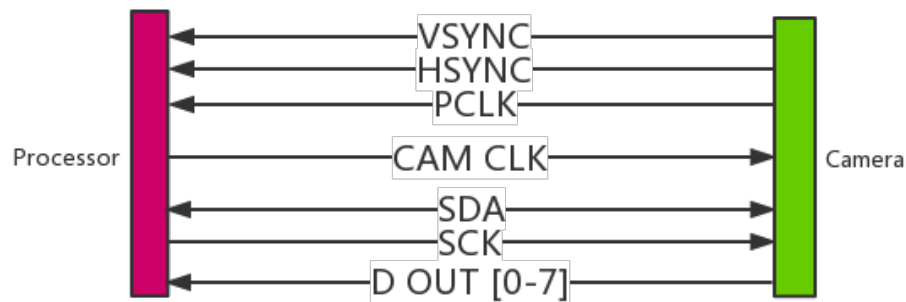 VSYNC
HSYNC
PCLK
Processor
CAM CLK
Camera
SDA
SCK
D OUT [0-7]